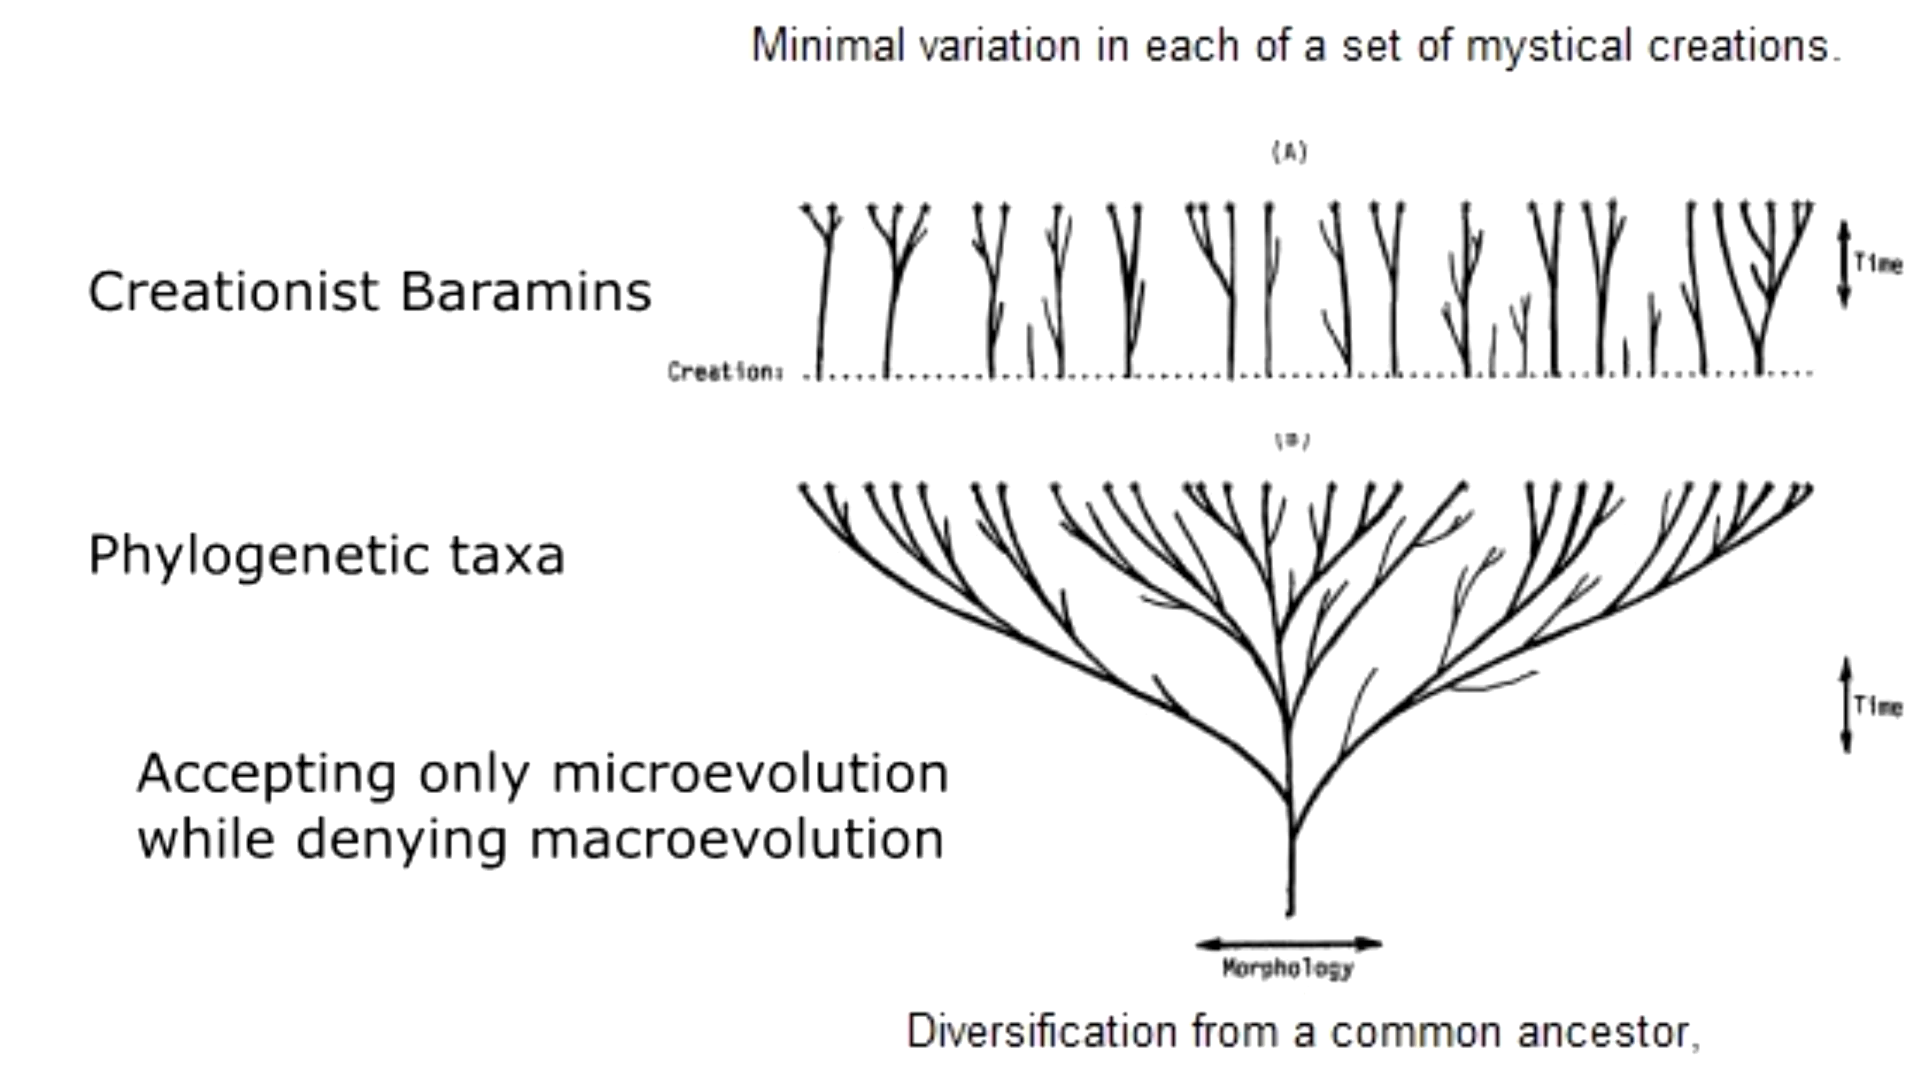 Minimal variation in each of a set of mystical creations.
(A)
Creationist Baramins
Time
Creation:
(B)
Phylogenetic taxa
Time
Accepting only microevolution
while denying macroevolution
Morphology
Diversification from a common ancestor,